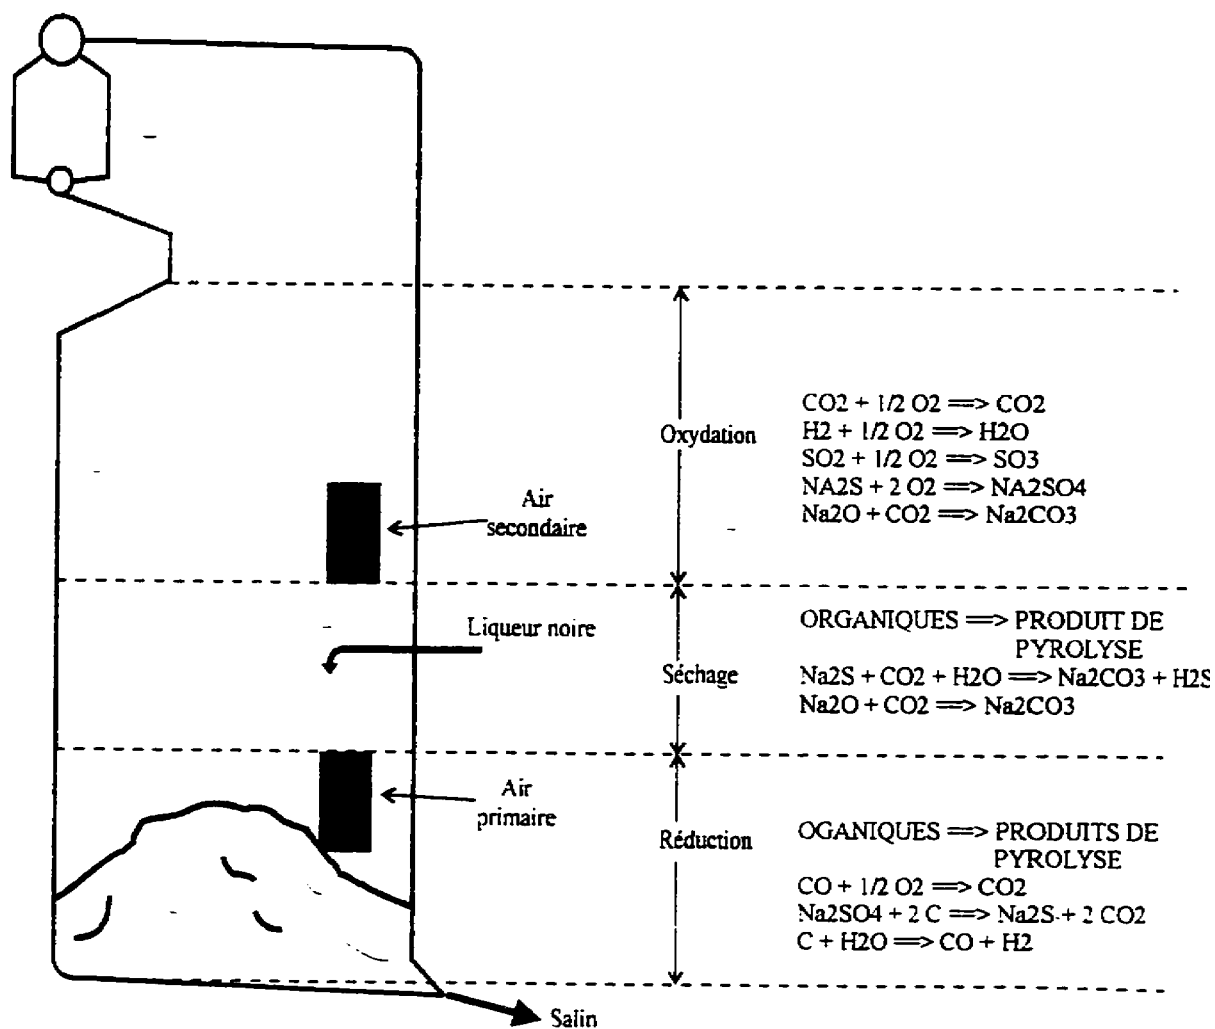 CO2 + 1/2 O2 ==> CO2
H2 + 1/2 O2 ==> H2O
SO2 + 1/2 O2 ==> SO3
NA2S + 2 O2 ==> NA2SO4
Na2O + CO2 ==> Na2CO3
Oxydation
Air
secondaire
ORGANIQUES ==> PRODUIT DE
PYROLYSE
Na2S + CO2 + H2O ==> Na2CO3 + H2S
Na2O + CO2 ==> Na2CO3
Liqueur noire
Séchage
Air
primaire
Réduction
OGANIQUES ==> PRODUITS DE
PYROLYSE
CO + 1/2 O2 ==> CO2
Na2SO4 + 2 C ==> Na2S + 2 CO2
C + H2O ==> CO + H2
Salin